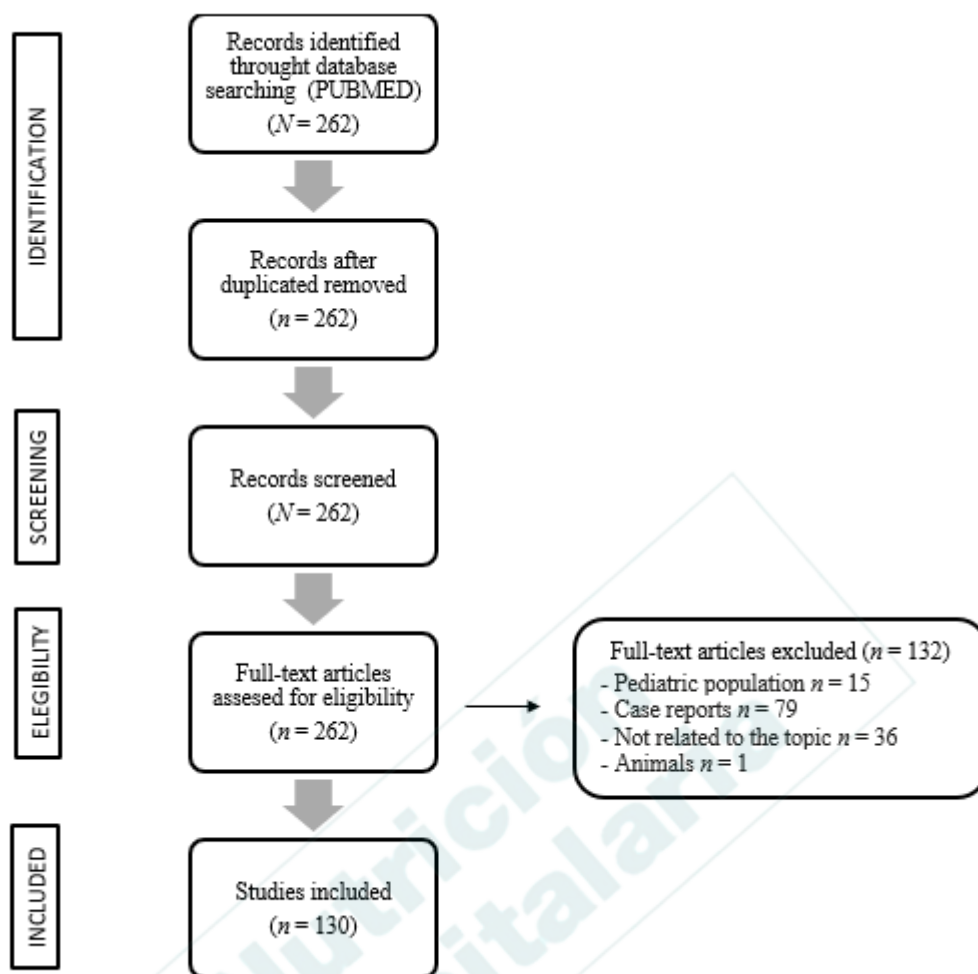 IDENTIFICATION
Records identified
throught database
searching (PUBMED)
(N = 262)
Records after
duplicated removed
(n = 262)
SCREENING
Records screened
(N = 262)
ELEGIBILITY
Full-text articles
assesed for eligibility
(n = 262)
Full-text articles excluded (n = 132)
- Pediatric population n = 15
- Case reports n = 79
- Not related to the topic n = 36
- Animals n = 1
INCLUDED
Studies included
(n = 130)
Nutrición